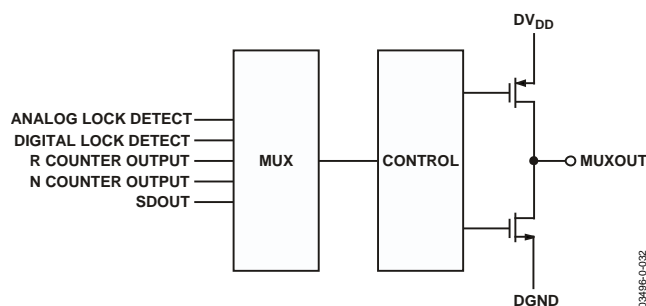 DVDD
ANALOG LOCK DETECT
DIGITAL LOCK DETECT
R COUNTER OUTPUT
N COUNTER OUTPUT
SDOUT
MUX
CONTROL
MUXOUT
DGND
03496-0-032